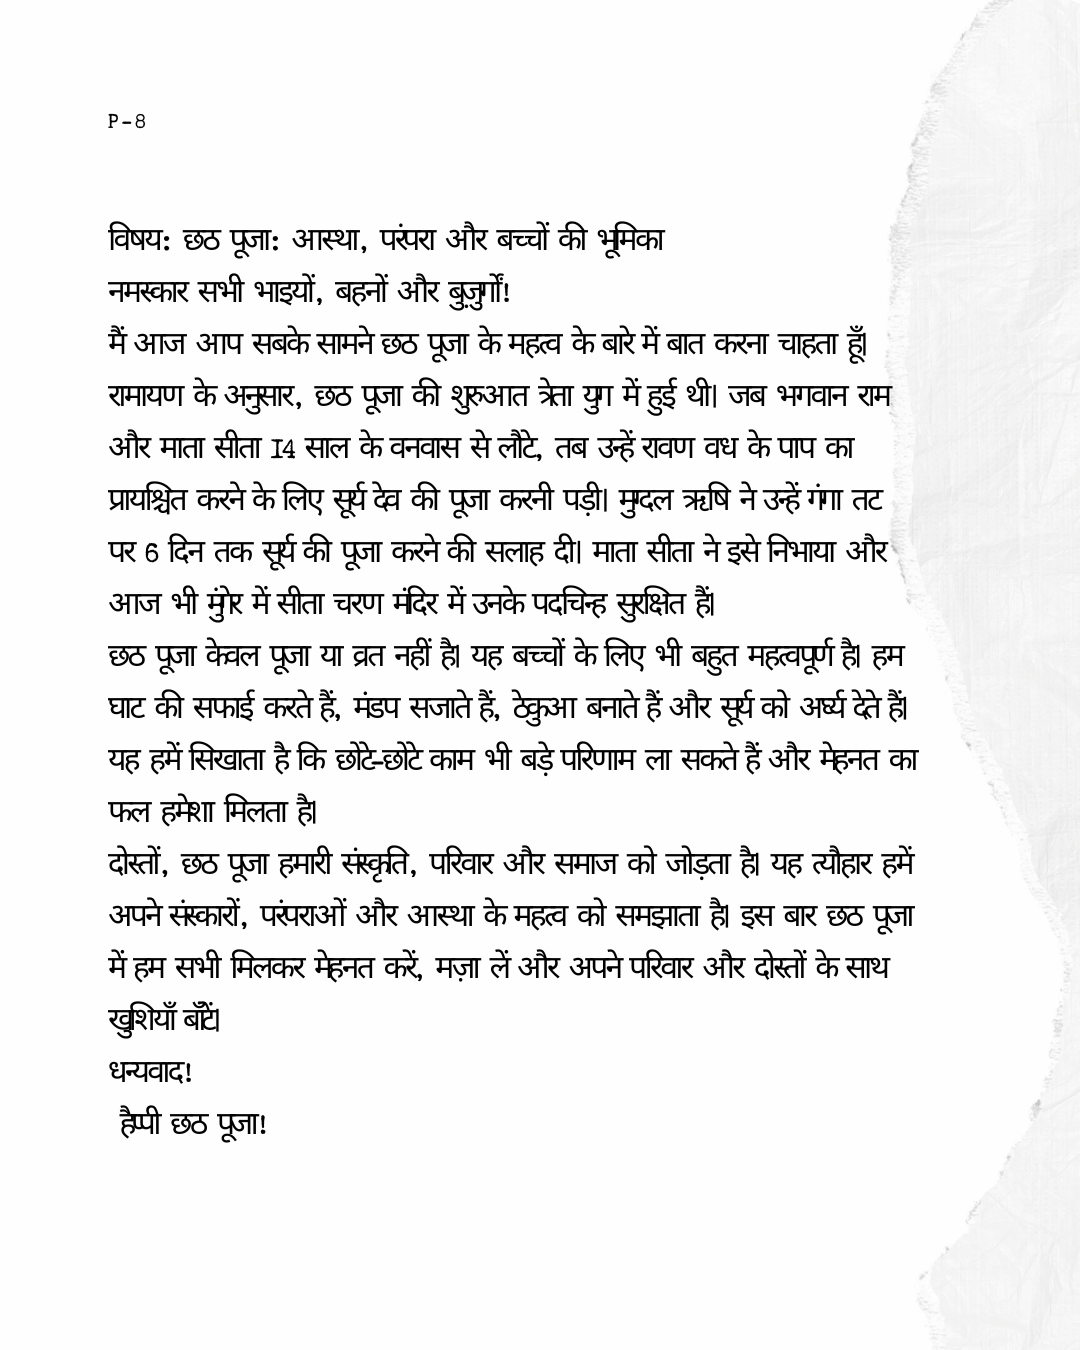 P-8
विषय: छठ पूजा: आस्था, परंपरा और बच्चों की भूमिका
नमस्कार सभी भाइयों, बहनों और बुज़ुर्गों!
मैं आज आप सबके सामने छठ पूजा के महत्व के बारे में बात करना चाहता हूँ।
रामायण के अनुसार, छठ पूजा की शुरुआत त्रेता युग में हुई थी। जब भगवान राम
और माता सीता 14 साल के वनवास से लौटे, तब उन्हें रावण वध के पाप का
प्रायश्चित करने के लिए सूर्य देव की पूजा करनी पड़ी। मुग्दल ऋषि ने उन्हें गंगा तट
पर 6 दिन तक सूर्य की पूजा करने की सलाह दी। माता सीता ने इसे निभाया और
आज भी मुंगेर में सीता चरण मंदिर में उनके पदचिन्ह सुरक्षित हैं।
छठ पूजा केवल पूजा या व्रत नहीं है। यह बच्चों के लिए भी बहुत महत्वपूर्ण है। हम
घाट की सफाई करते हैं, मंडप सजाते हैं, ठेकुआ बनाते हैं और सूर्य को अर्घ्य देते हैं।
यह हमें सिखाता है कि छोटे-छोटे काम भी बड़े परिणाम ला सकते हैं और मेहनत का
फल हमेशा मिलता है।
दोस्तों, छठ पूजा हमारी संस्कृति, परिवार और समाज को जोड़ता है। यह त्यौहार हमें
अपने संस्कारों, परंपराओं और आस्था के महत्व को समझाता है। इस बार छठ पूजा
में हम सभी मिलकर मेहनत करें, मज़ा लें और अपने परिवार और दोस्तों के साथ
खुशियाँ बाँटें।
धन्यवाद!
हैप्पी छठ पूजा!